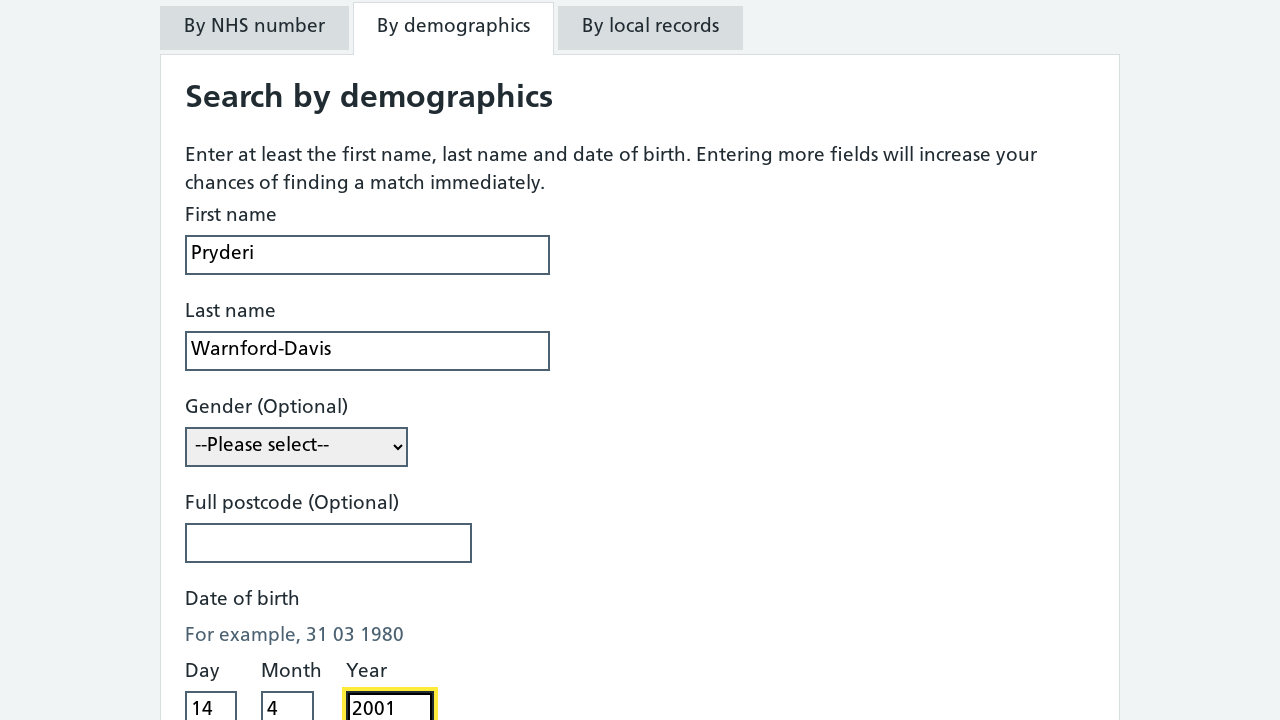 By NHS number
By demographics
By local records
Search by demographics
Enter at least the first name, last name and date of birth. Entering more fields will increase your
chances of finding a match immediately.
First name
Pryderi
Last name
Warnford-Davis
Gender (Optional)
--Please select--
Full postcode (Optional)
Date of birth
For example, 31 03 1980
Day Month Year
14 4 2001